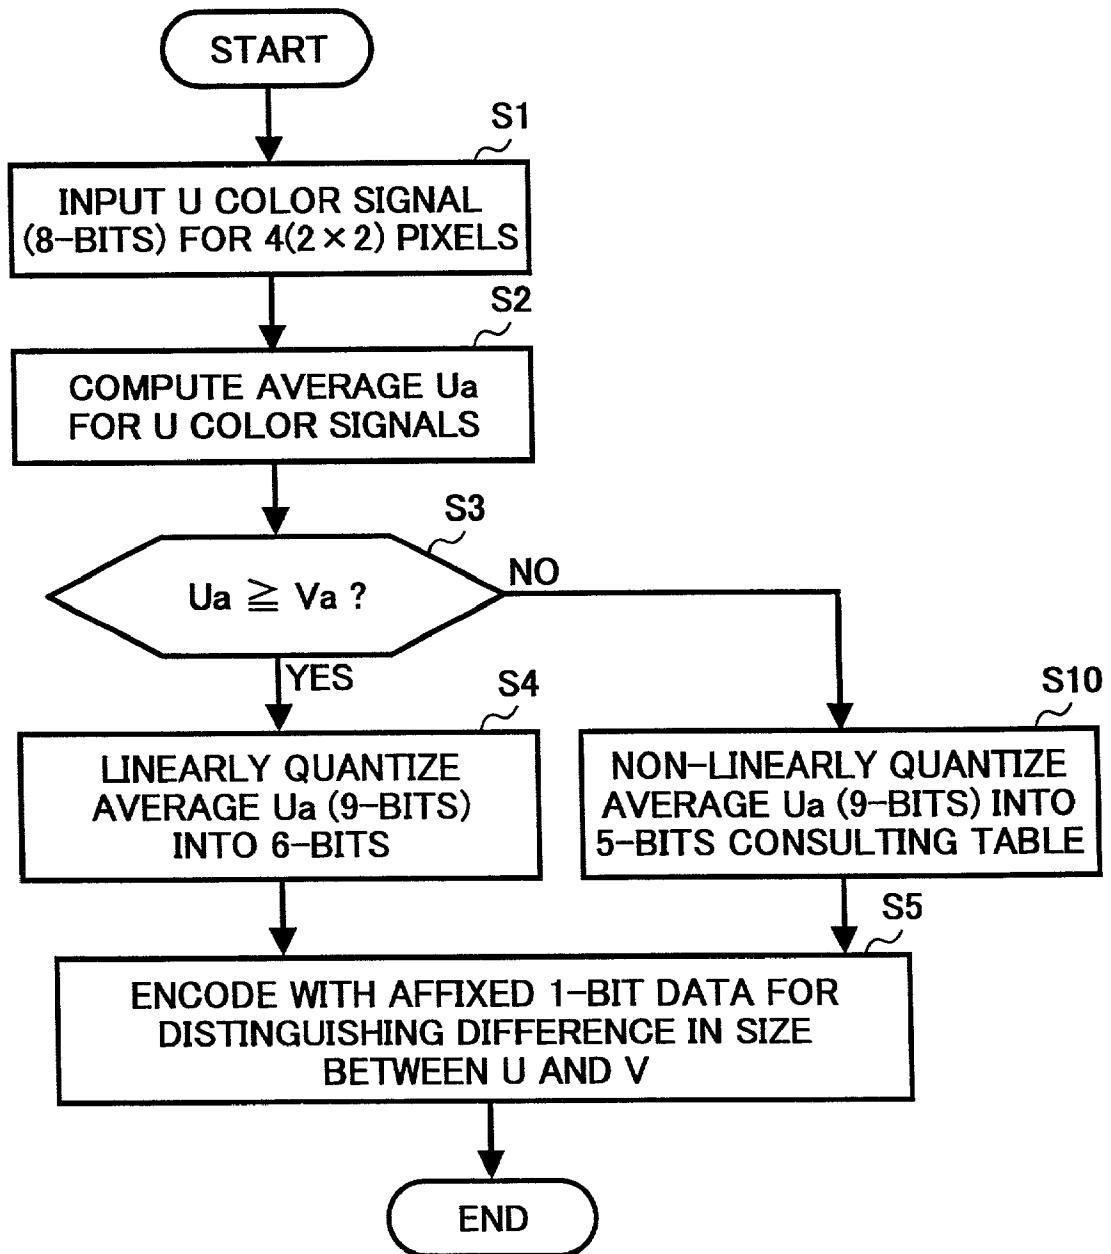 START
S1
INPUT U COLOR SIGNAL
(8-BITS) FOR 4(2×2) PIXELS
S2
COMPUTE AVERAGE Ua
FOR U COLOR SIGNALS
S3
Ua ≧ Va ?
NO
YES
S4
LINEARLY QUANTIZE
AVERAGE Ua (9-BITS)
INTO 6-BITS
S10
NON-LINEARLY QUANTIZE
AVERAGE Ua (9-BITS) INTO
5-BITS CONSULTING TABLE
S5
ENCODE WITH AFFIXED 1-BIT DATA FOR
DISTINGUISHING DIFFERENCE IN SIZE
BETWEEN U AND V
END